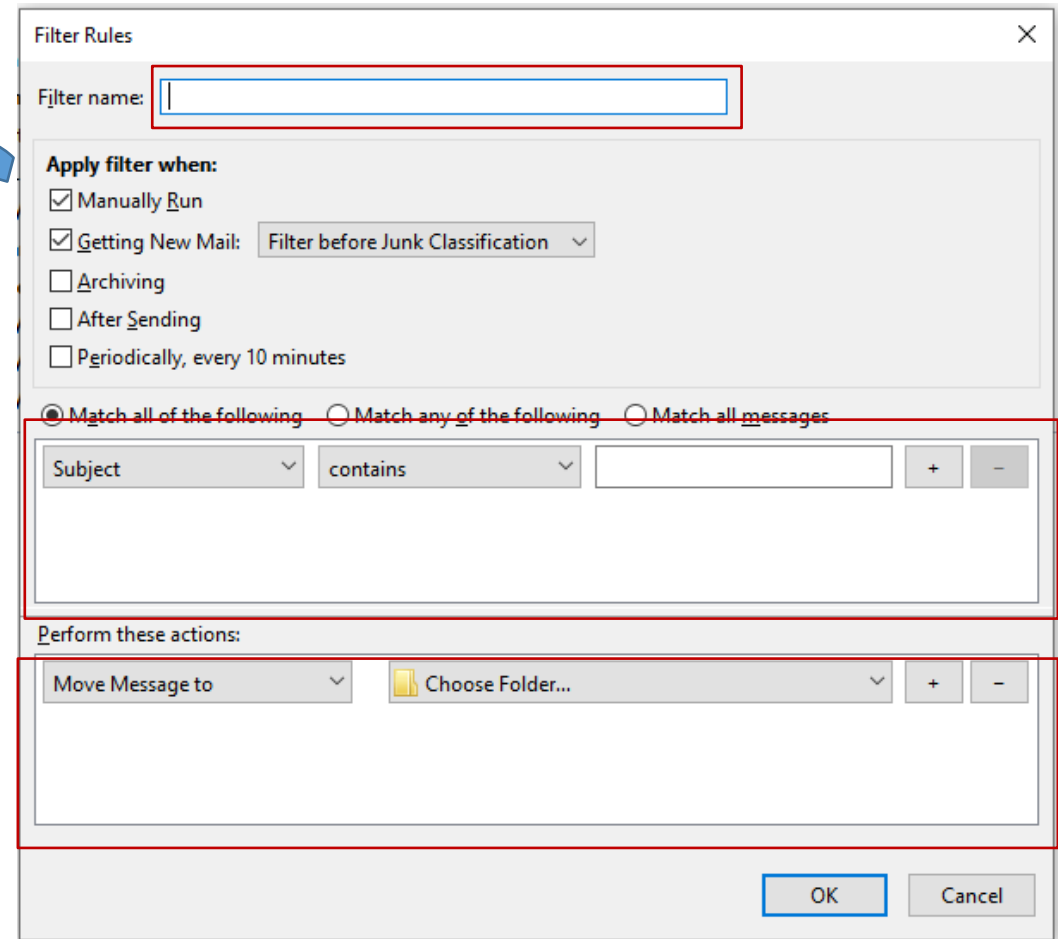 Filter Rules
Filter name:
Apply filter when:
Manually Run
Getting New Mail: Filter before Junk Classification
Archiving
After Sending
Periodically, every 10 minutes
Match all of the following Match any of the following Match all messages
Subject contains + −
Perform these actions:
Move Message to Choose Folder... + −
OK Cancel